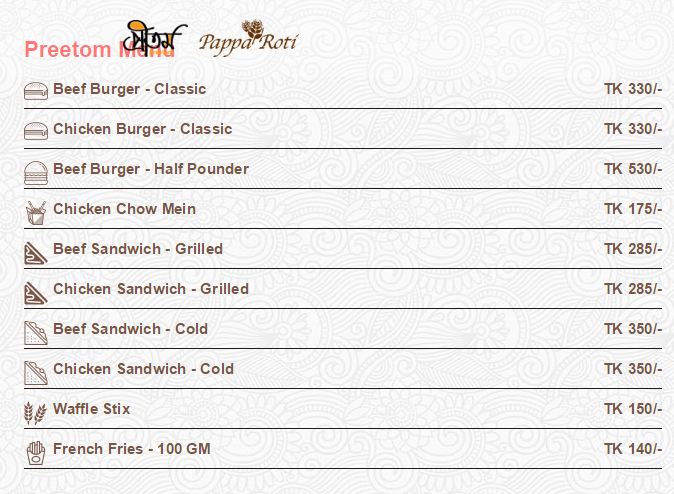 প্রীতম
Pappa Roti
Preetom Menu
Beef Burger - Classic TK 330/-
Chicken Burger - Classic TK 330/-
Beef Burger - Half Pounder TK 530/-
Chicken Chow Mein TK 175/-
Beef Sandwich - Grilled TK 285/-
Chicken Sandwich - Grilled TK 285/-
Beef Sandwich - Cold TK 350/-
Chicken Sandwich - Cold TK 350/-
Waffle Stix TK 150/-
French Fries - 100 GM TK 140/-